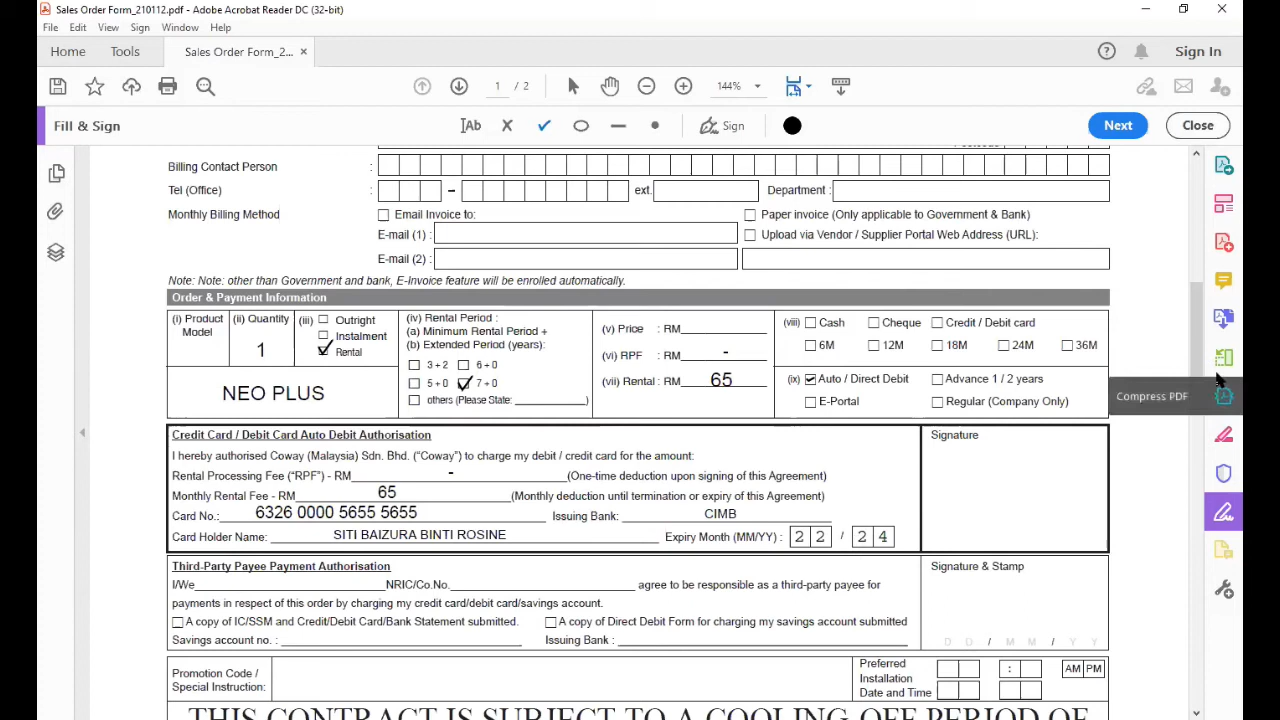 Sales Order Form_210112.pdf - Adobe Acrobat Reader DC (32-bit)
File Edit View Sign Window Help
Home Tools Sales Order Form_2... × Sign In
1 / 2 144%
Fill & Sign Ab Sign Next Close
Billing Contact Person :
Tel (Office) : – ext. Department :
Monthly Billing Method Email Invoice to: Paper invoice (Only applicable to Government & Bank)
E-mail (1) : Upload via Vendor / Supplier Portal Web Address (URL):
E-mail (2) :
Note: Note: other than Government and bank, E-Invoice feature will be enrolled automatically.
Order & Payment Information
(i) Product Model
NEO PLUS
(ii) Quantity
1
(iii) Outright
Instalment
Rental
(iv) Rental Period :
(a) Minimum Rental Period +
(b) Extended Period (years):
3 + 2 6 + 0
5 + 0 7 + 0
others (Please State: )
(v) Price : RM
(vi) RPF : RM -
(vii) Rental : RM 65
(viii) Cash Cheque Credit / Debit card
6M 12M 18M 24M 36M
(ix) Auto / Direct Debit Advance 1 / 2 years
E-Portal Regular (Company Only)
Compress PDF
Credit Card / Debit Card Auto Debit Authorisation Signature
I hereby authorised Coway (Malaysia) Sdn. Bhd. (“Coway”) to charge my debit / credit card for the amount:
Rental Processing Fee (“RPF”) - RM - (One-time deduction upon signing of this Agreement)
Monthly Rental Fee - RM 65 (Monthly deduction until termination or expiry of this Agreement)
Card No.: 6326 0000 5655 5655 Issuing Bank: CIMB
Card Holder Name: SITI BAIZURA BINTI ROSINE Expiry Month (MM/YY) : 2 2 / 2 4
Third-Party Payee Payment Authorisation Signature & Stamp
I/We NRIC/Co.No. agree to be responsible as a third-party payee for
payments in respect of this order by charging my credit card/debit card/savings account.
A copy of IC/SSM and Credit/Debit Card/Bank Statement submitted. A copy of Direct Debit Form for charging my savings account submitted
Savings account no. : Issuing Bank : D D / M M / Y Y
Promotion Code /
Special Instruction:
Preferred
Installation
Date and Time
: AM PM
THIS CONTRACT IS SUBJECT TO A COOLING OFF PERIOD OF